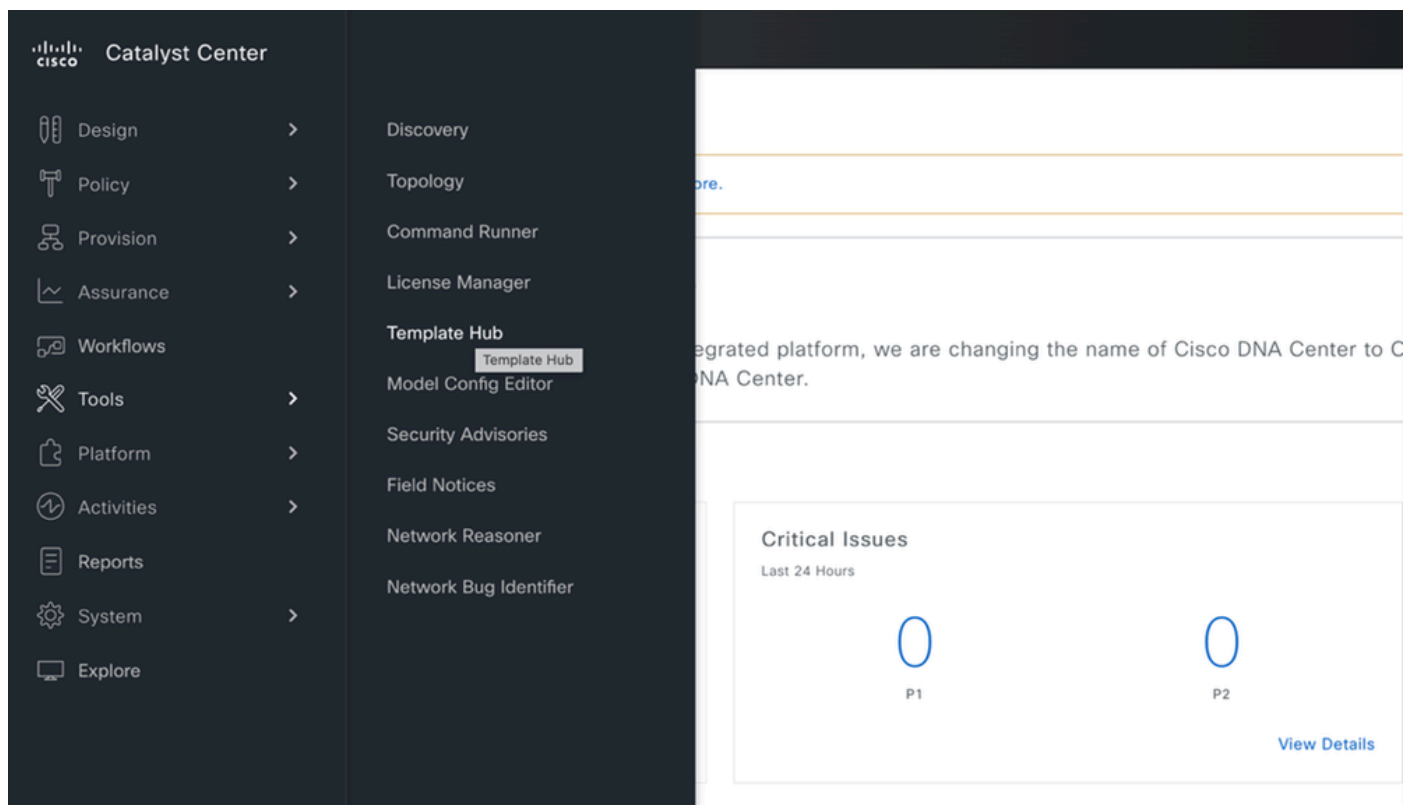 CISCO
Catalyst Center
Design
Policy
Provision
Assurance
Workflows
Tools
Platform
Activities
Reports
System
Explore
Discovery
Topology
Command Runner
License Manager
Template Hub
Template Hub
Model Config Editor
Security Advisories
Field Notices
Network Reasoner
Network Bug Identifier
ore.
egrated platform, we are changing the name of Cisco DNA Center to C
NA Center.
Critical Issues
Last 24 Hours
0 0
P1 P2
View Details